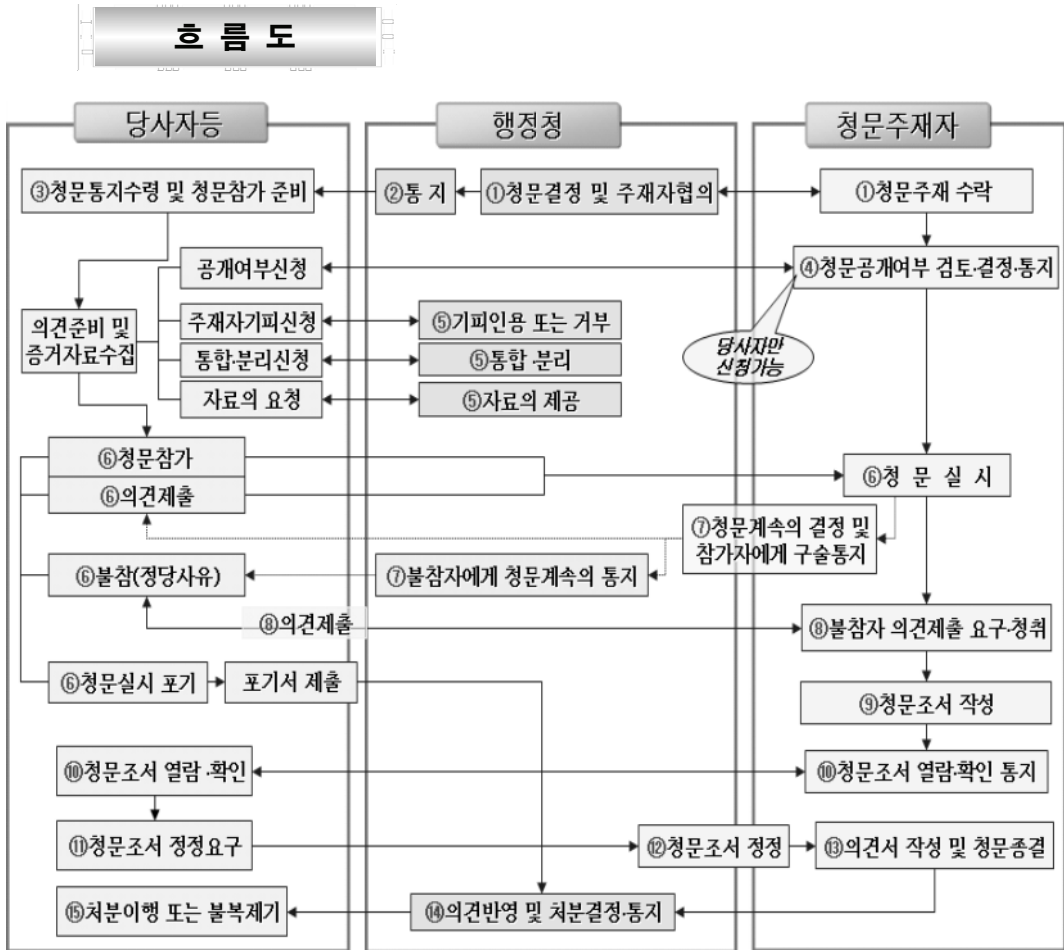 흐 름 도
당사자등
행정청
청문주재자
③청문통지수령 및 청문참가 준비
②통 지
①청문결정 및 주재자협의
①청문주재 수락
공개여부신청
④청문공개여부 검토·결정·통지
의견준비 및
증거자료수집
주재자기피신청
⑤기피인용 또는 거부
당사자만
신청가능
통합·분리신청
⑤통합·분리
자료의 요청
⑤자료의 제공
⑥청문참가
⑥의견제출
⑥청 문 실 시
⑦청문계속의 결정 및
참가자에게 구술통지
⑥불참(정당사유)
⑦불참자에게 청문계속의 통지
⑧의견제출
⑧불참자 의견제출 요구·청취
⑥청문실시 포기
포기서 제출
⑨청문조서 작성
⑩청문조서 열람·확인
⑩청문조서 열람·확인 통지
⑪청문조서 정정요구
⑫청문조서 정정
⑬의견서 작성 및 청문종결
⑮처분이행 또는 불복제기
⑭의견반영 및 처분결정·통지